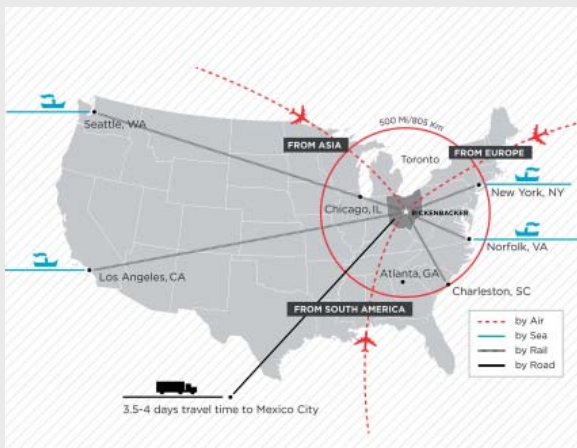 500 Mi/805 Km
Seattle, WA
FROM ASIA
Toronto
FROM EUROPE
New York, NY
Chicago, IL
RICKENBACKER
Norfolk, VA
Los Angeles, CA
Atlanta, GA
Charleston, SC
FROM SOUTH AMERICA
by Air
by Sea
by Rail
by Road
3.5-4 days travel time to Mexico City